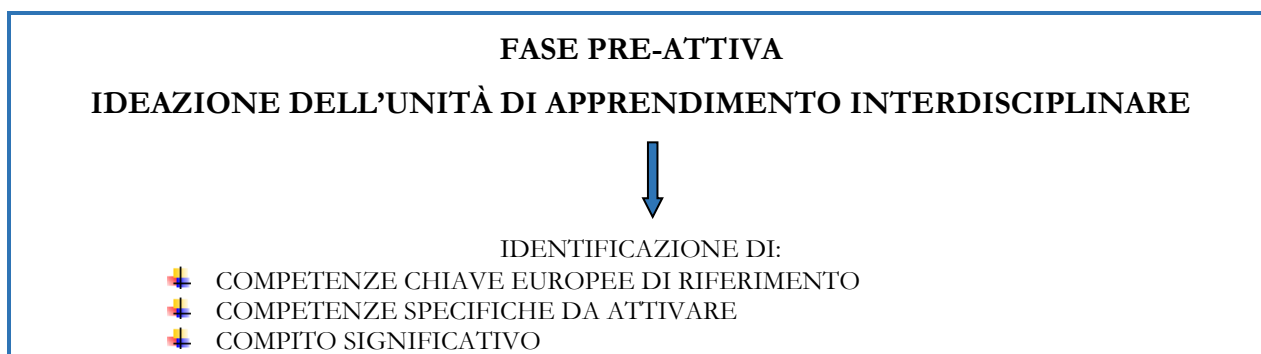 FASE PRE-ATTIVA
IDEAZIONE DELL'UNITÀ DI APPRENDIMENTO INTERDISCIPLINARE
IDENTIFICAZIONE DI:
COMPETENZE CHIAVE EUROPEE DI RIFERIMENTO
COMPETENZE SPECIFICHE DA ATTIVARE
COMPITO SIGNIFICATIVO